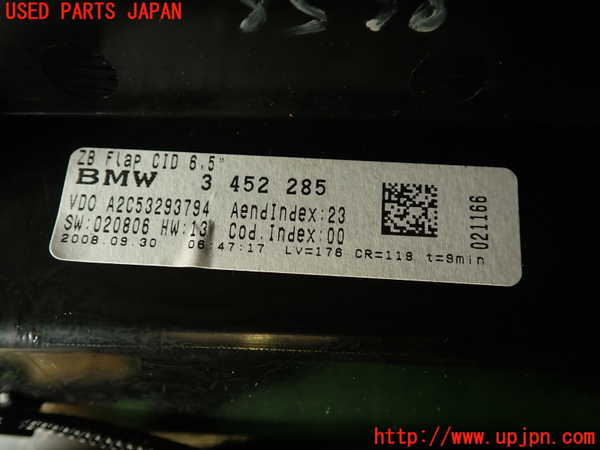 USED PARTS JAPAN
ZB Flap CID 6,5"
BMW 3 452 285
VDO A2C53293794 AendIndex:23
SW:020806 HW:13 Cod.Index:00
2008.09.30 06:47:17 LV=176 CR=118 t=9min
021166
http://www.upjpn.com/